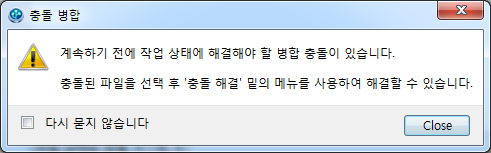 충돌 병합
계속하기 전에 작업 상태에 해결해야 할 병합 충돌이 있습니다.
충돌된 파일을 선택 후 '충돌 해결' 밑의 메뉴를 사용하여 해결할 수 있습니다.
다시 묻지 않습니다
Close